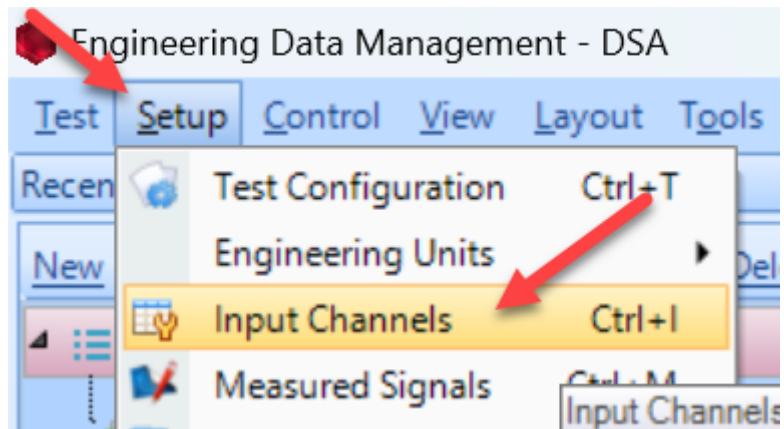 Engineering Data Management - DSA
Test Setup Control View Layout Tools
Recen
Test Configuration Ctrl+T
Engineering Units
New
Input Channels Ctrl+I
Measured Signals
Input Channels